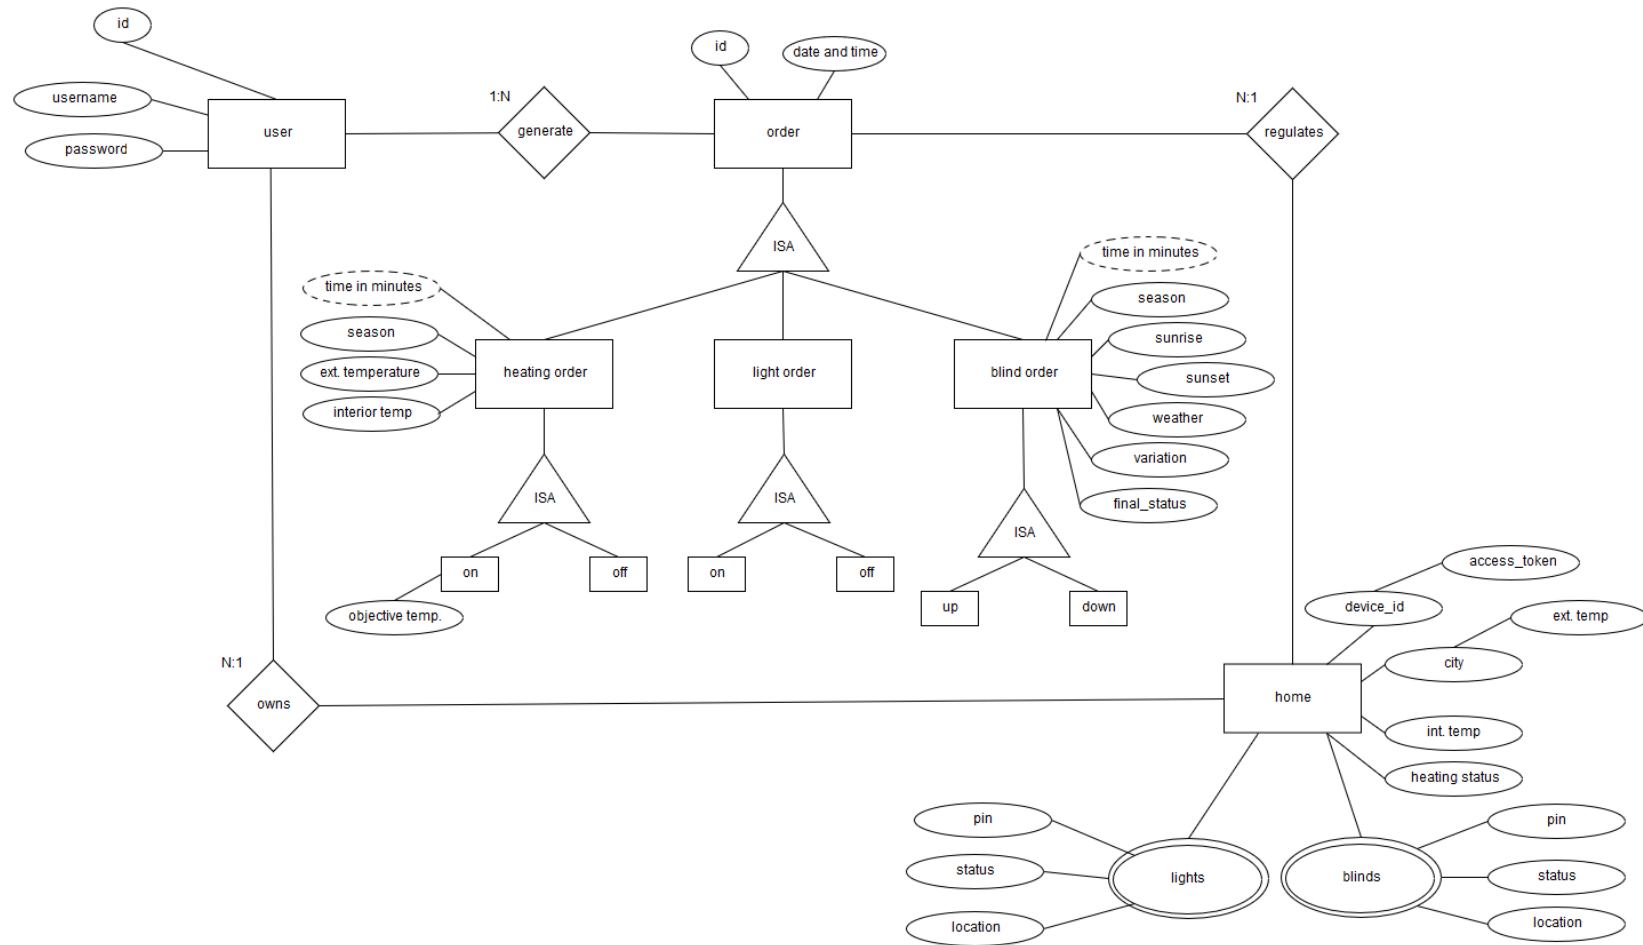 id
id
date and time
username
1:N
N:1
user
generate
order
regulates
password
ISA
time in minutes
time in minutes
season
season
sunrise
ext. temperature
heating order
light order
blind order
sunset
interior temp
weather
variation
ISA
ISA
final_status
ISA
on
off
on
off
access_token
objective temp.
up
down
device_id
ext. temp
N:1
city
owns
home
int. temp
heating status
pin
pin
status
lights
blinds
status
location
location